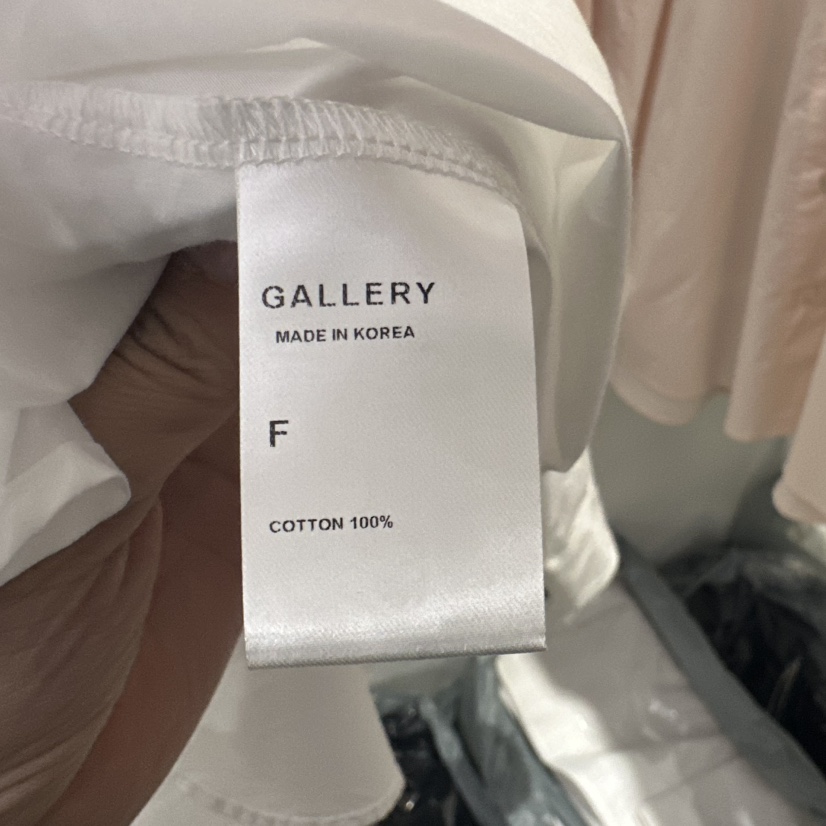 GALLERY
MADE IN KOREA
F
COTTON 100%